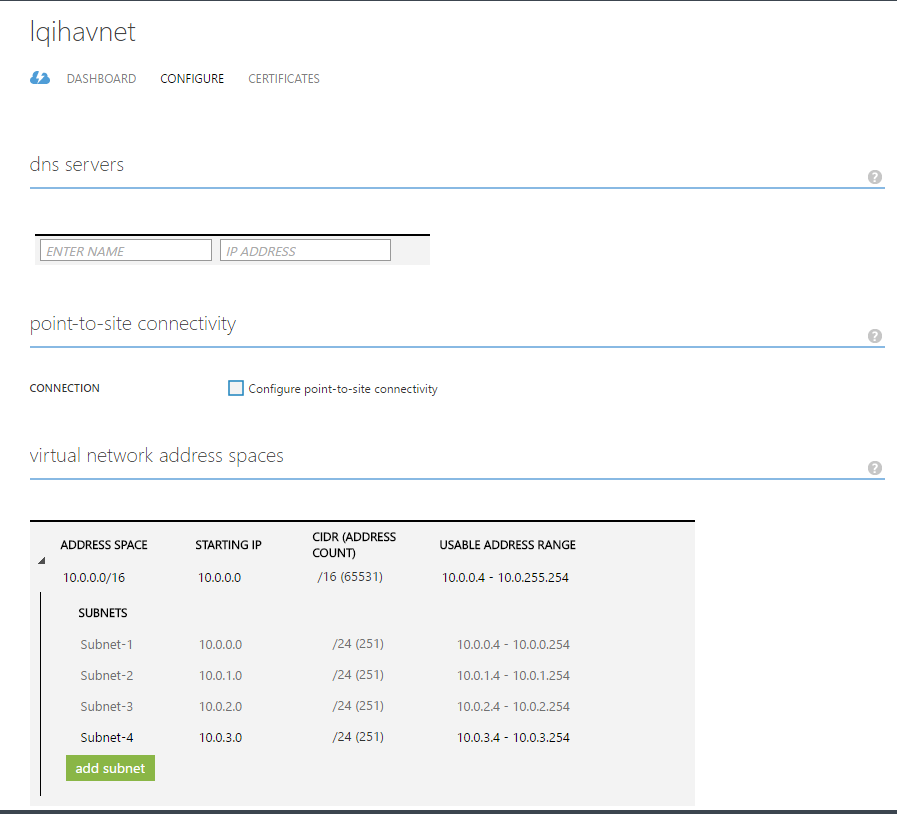 lqihavnet
DASHBOARD CONFIGURE CERTIFICATES
dns servers
?
ENTER NAME IP ADDRESS
point-to-site connectivity
?
CONNECTION Configure point-to-site connectivity
virtual network address spaces
?
ADDRESS SPACE STARTING IP CIDR (ADDRESS COUNT) USABLE ADDRESS RANGE
10.0.0.0/16 10.0.0.0 /16 (65531) 10.0.0.4 - 10.0.255.254
SUBNETS
Subnet-1 10.0.0.0 /24 (251) 10.0.0.4 - 10.0.0.254
Subnet-2 10.0.1.0 /24 (251) 10.0.1.4 - 10.0.1.254
Subnet-3 10.0.2.0 /24 (251) 10.0.2.4 - 10.0.2.254
Subnet-4 10.0.3.0 /24 (251) 10.0.3.4 - 10.0.3.254
add subnet